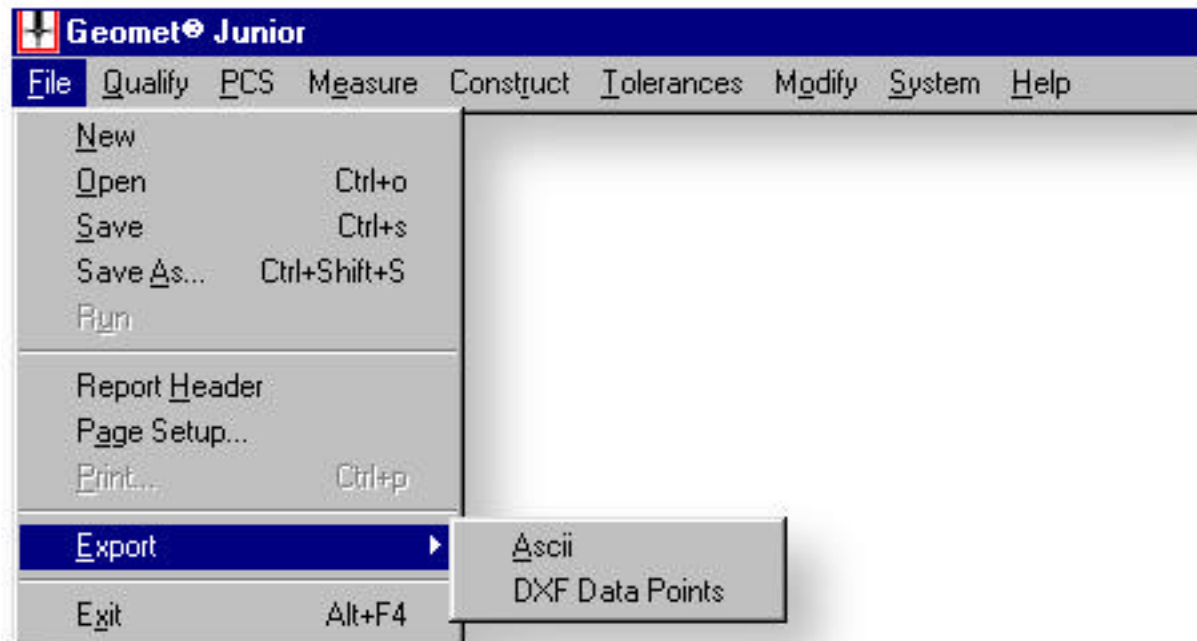 Geomet® Junior
File Qualify PCS Measure Construct Tolerances Modify System Help
New
Open Ctrl+o
Save Ctrl+s
Save As... Ctrl+Shift+S
Run
Report Header
Page Setup...
Print... Ctrl+p
Export Ascii
DXF Data Points
Exit Alt+F4